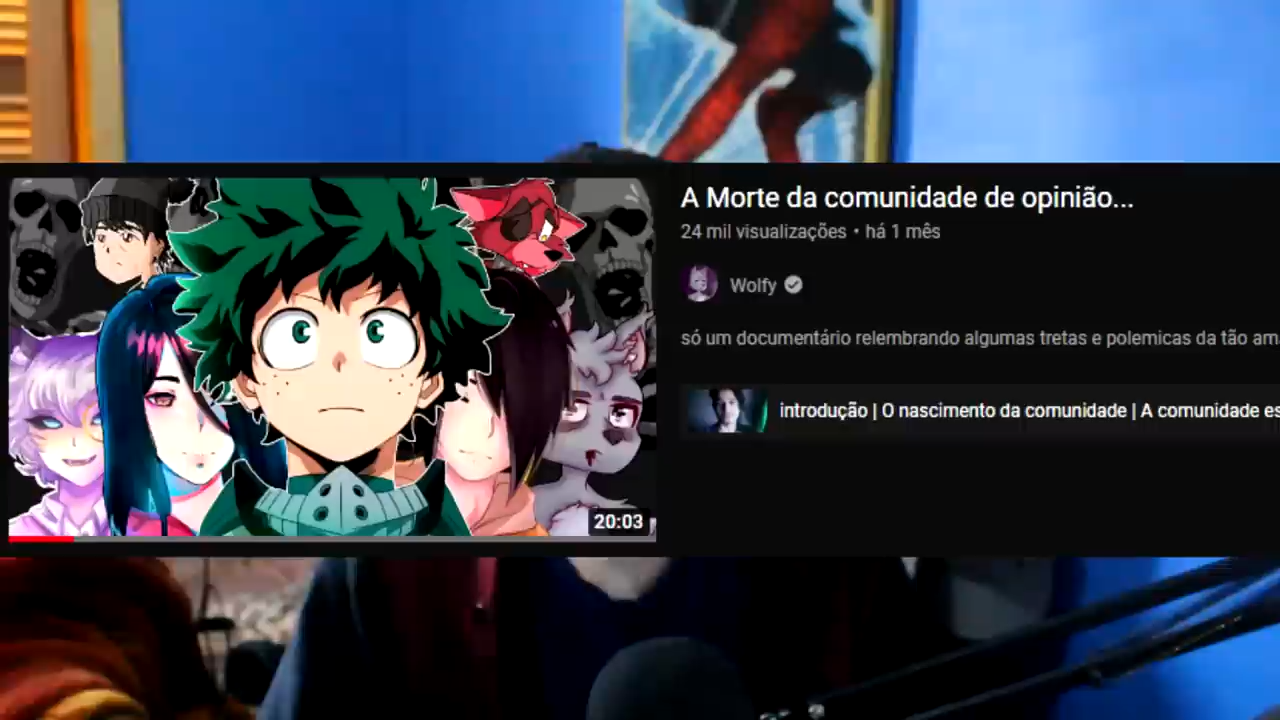 A Morte da comunidade de opinião...
24 mil visualizações • há 1 mês
Wolfy
só um documentário relembrando algumas tretas e polemicas da tão am
introdução | O nascimento da comunidade | A comunidade es
20:03